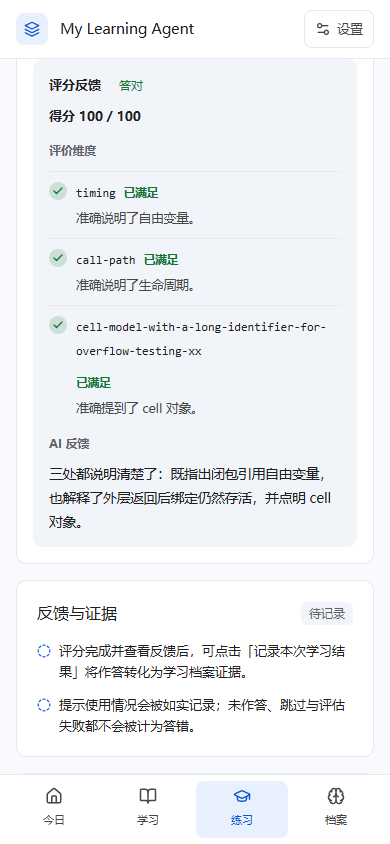 My Learning Agent
设置
评分反馈 答对
得分 100 / 100
评价维度
timing 已满足
准确说明了自由变量。
call-path 已满足
准确说明了生命周期。
cell-model-with-a-long-identifier-for-
overflow-testing-xx
已满足
准确提到了 cell 对象。
AI 反馈
三处都说明清楚了：既指出闭包引用自由变量，
也解释了外层返回后绑定仍然存活，并点明 cell
对象。
反馈与证据 待记录
评分完成并查看反馈后，可点击「记录本次学习结
果」将作答转化为学习档案证据。
提示使用情况会被如实记录；未作答、跳过与评估
失败都不会被计为答错。
今日 学习 练习 档案